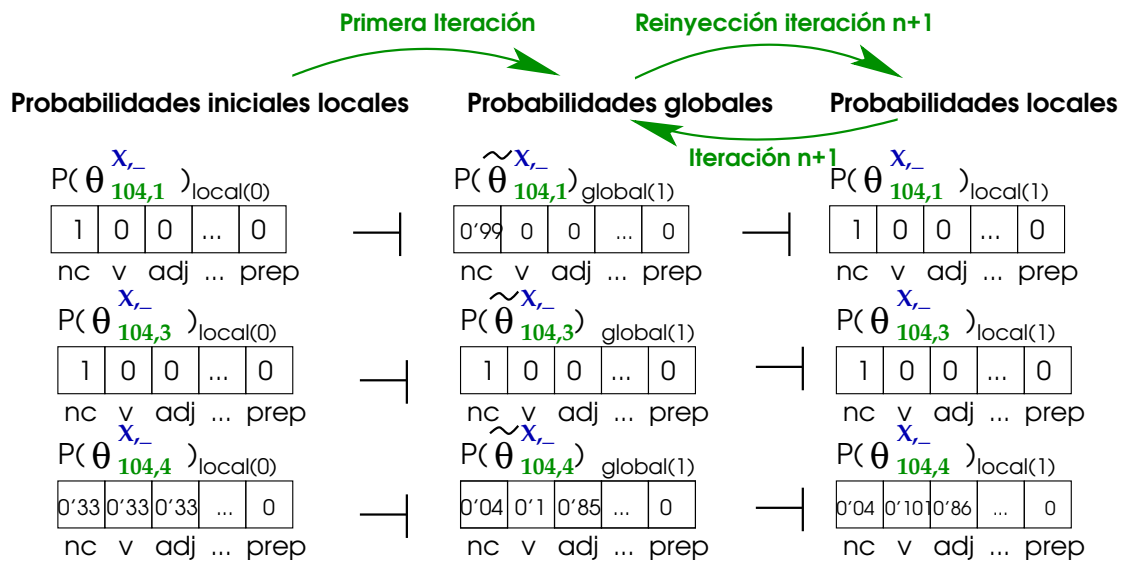 Primera Iteración Reinyección iteración n+1
Probabilidades iniciales locales Probabilidades globales Probabilidades locales
Iteración n+1
P(θ X,_ 104,1 )local(0) P(θ̃ X,_ 104,1)global(1) P(θ X,_ 104,1 )local(1)
1 0 0 ... 0 0'99 0 0 ... 0 1 0 0 ... 0
nc v adj ... prep nc v adj ... prep nc v adj ... prep
P(θ X,_ 104,3 )local(0) P(θ̃ X,_ 104,3) global(1) P(θ X,_ 104,3 )local(1)
1 0 0 ... 0 1 0 0 ... 0 1 0 0 ... 0
nc v adj ... prep nc v adj ... prep nc v adj ... prep
P(θ X,_ 104,4 )local(0) P(θ̃ X,_ 104,4) global(1) P(θ X,_ 104,4 )local(1)
0'33 0'33 0'33 ... 0 0'04 0'1 0'85 ... 0 0'04 0'101 0'86 ... 0
nc v adj ... prep nc v adj ... prep nc v adj ... prep